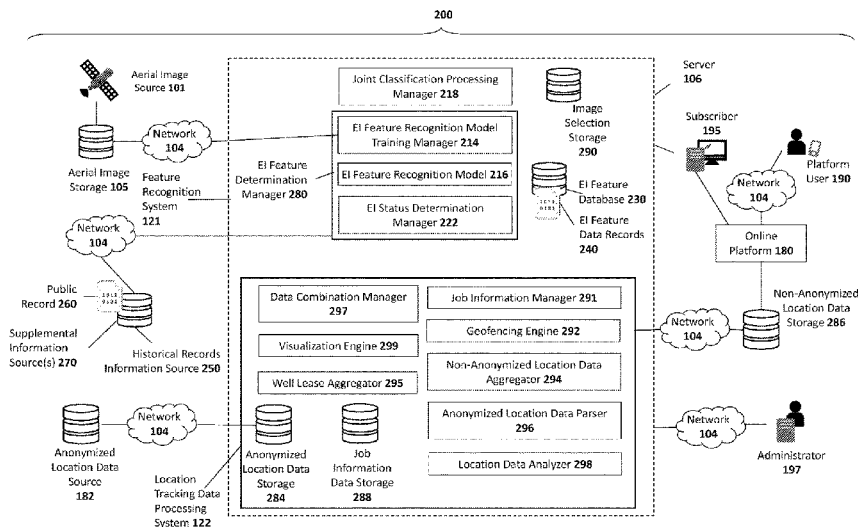 200
Aerial Image
Source 101
Network
104
Aerial Image
Storage 105
Feature
Recognition
System
121
Joint Classification Processing
Manager 218
EI Feature Recognition Model
Training Manager 214
EI Feature
Determination
Manager 280
EI Feature Recognition Model 216
EI Status Determination
Manager 222
Image
Selection
Storage
290
EI Feature
Database 230
EI Feature
Data Records
240
Server
106
Subscriber
195
Platform
User 190
Network
104
Online
Platform 180
Non-Anonymized
Location Data
Storage 286
Network
104
Network
104
Public
Record 260
Supplemental
Information
Source(s) 270
Historical Records
Information Source 250
Data Combination Manager
297
Visualization Engine 299
Well Lease Aggregator 295
Job Information Manager 291
Geofencing Engine 292
Non-Anonymized Location Data
Aggregator 294
Anonymized Location Data Parser
296
Location Data Analyzer 298
Anonymized
Location Data
Source
182
Network
104
Location
Tracking Data
Processing
System 122
Anonymized
Location Data
Storage
284
Job
Information
Data Storage
288
Network
104
Administrator
197